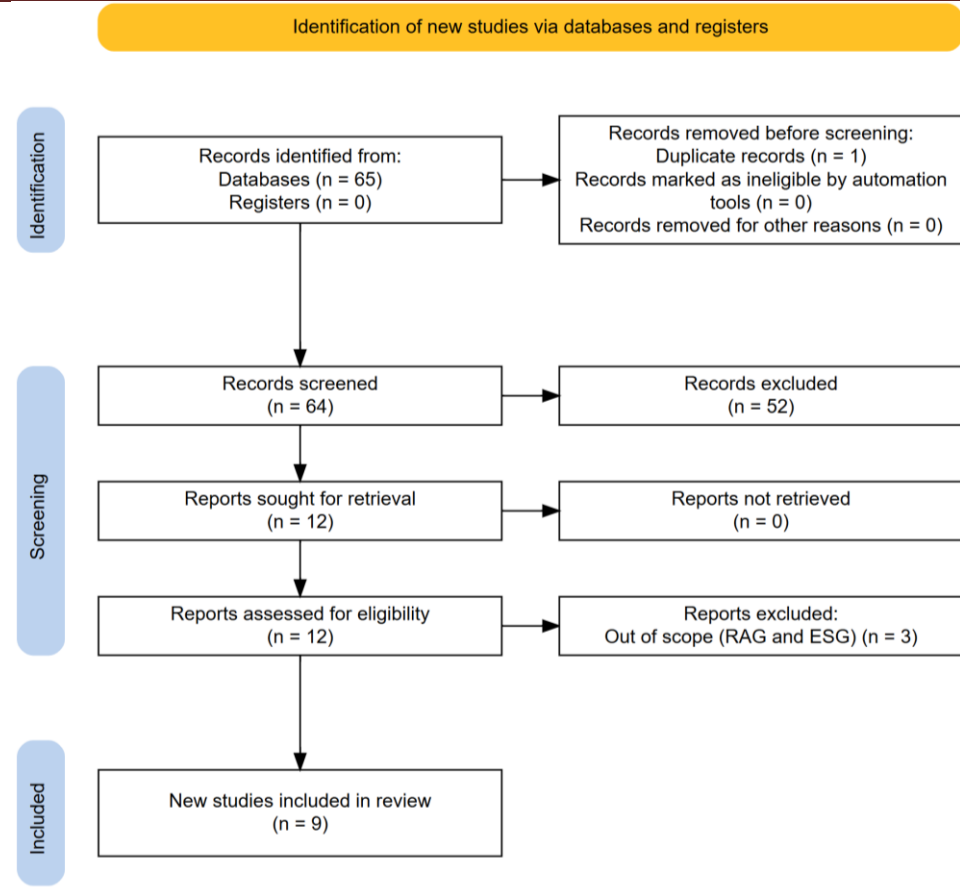 Identification of new studies via databases and registers
Identification
Records identified from:
Databases (n = 65)
Registers (n = 0)
Records removed before screening:
Duplicate records (n = 1)
Records marked as ineligible by automation
tools (n = 0)
Records removed for other reasons (n = 0)
Screening
Records screened
(n = 64)
Records excluded
(n = 52)
Reports sought for retrieval
(n = 12)
Reports not retrieved
(n = 0)
Reports assessed for eligibility
(n = 12)
Reports excluded:
Out of scope (RAG and ESG) (n = 3)
Included
New studies included in review
(n = 9)